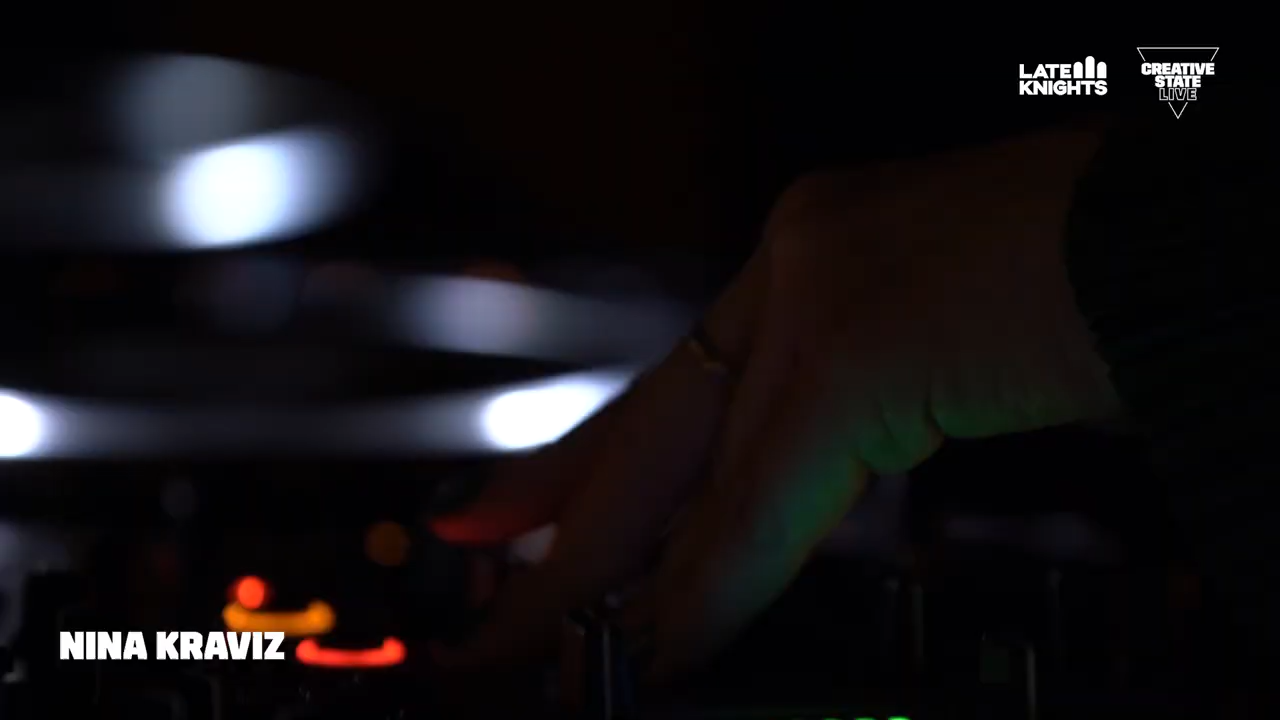 LATE
KNIGHTS
CREATIVE
STATE
LIVE
NINA KRAVIZ